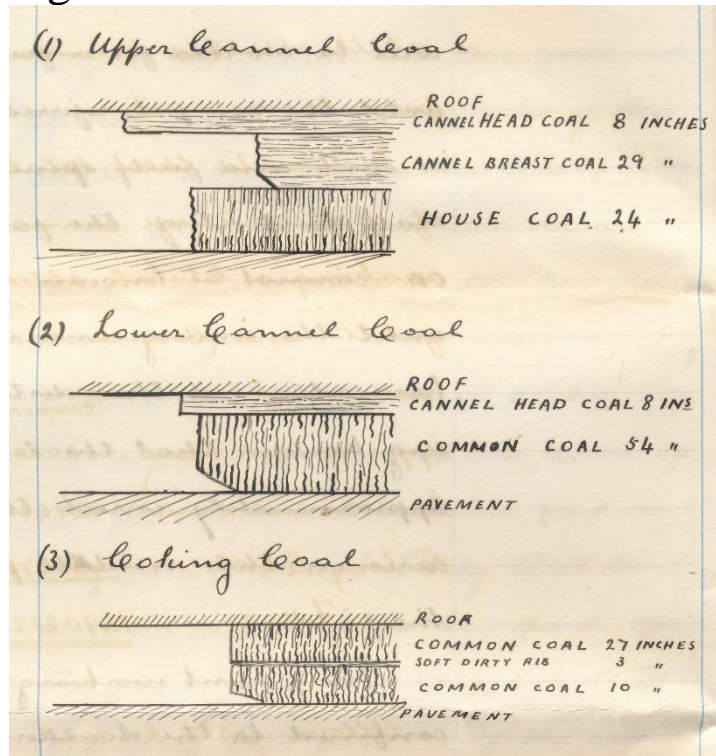 (1) Upper Cannel Coal
ROOF
CANNEL HEAD COAL 8 INCHES
CANNEL BREAST COAL 29 "
HOUSE COAL 24 "
(2) Lower Cannel Coal
ROOF
CANNEL HEAD COAL 8 INS
COMMON COAL 54 "
PAVEMENT
(3) Coking Coal
ROOF
COMMON COAL 27 INCHES
SOFT DIRTY RIB 3 "
COMMON COAL 10 "
PAVEMENT